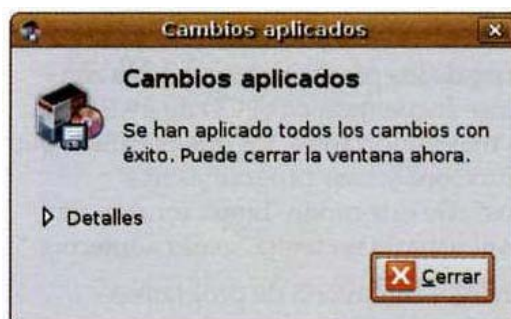 Cambios aplicados
Cambios aplicados
Se han aplicado todos los cambios con
éxito. Puede cerrar la ventana ahora.
Detalles
Cerrar